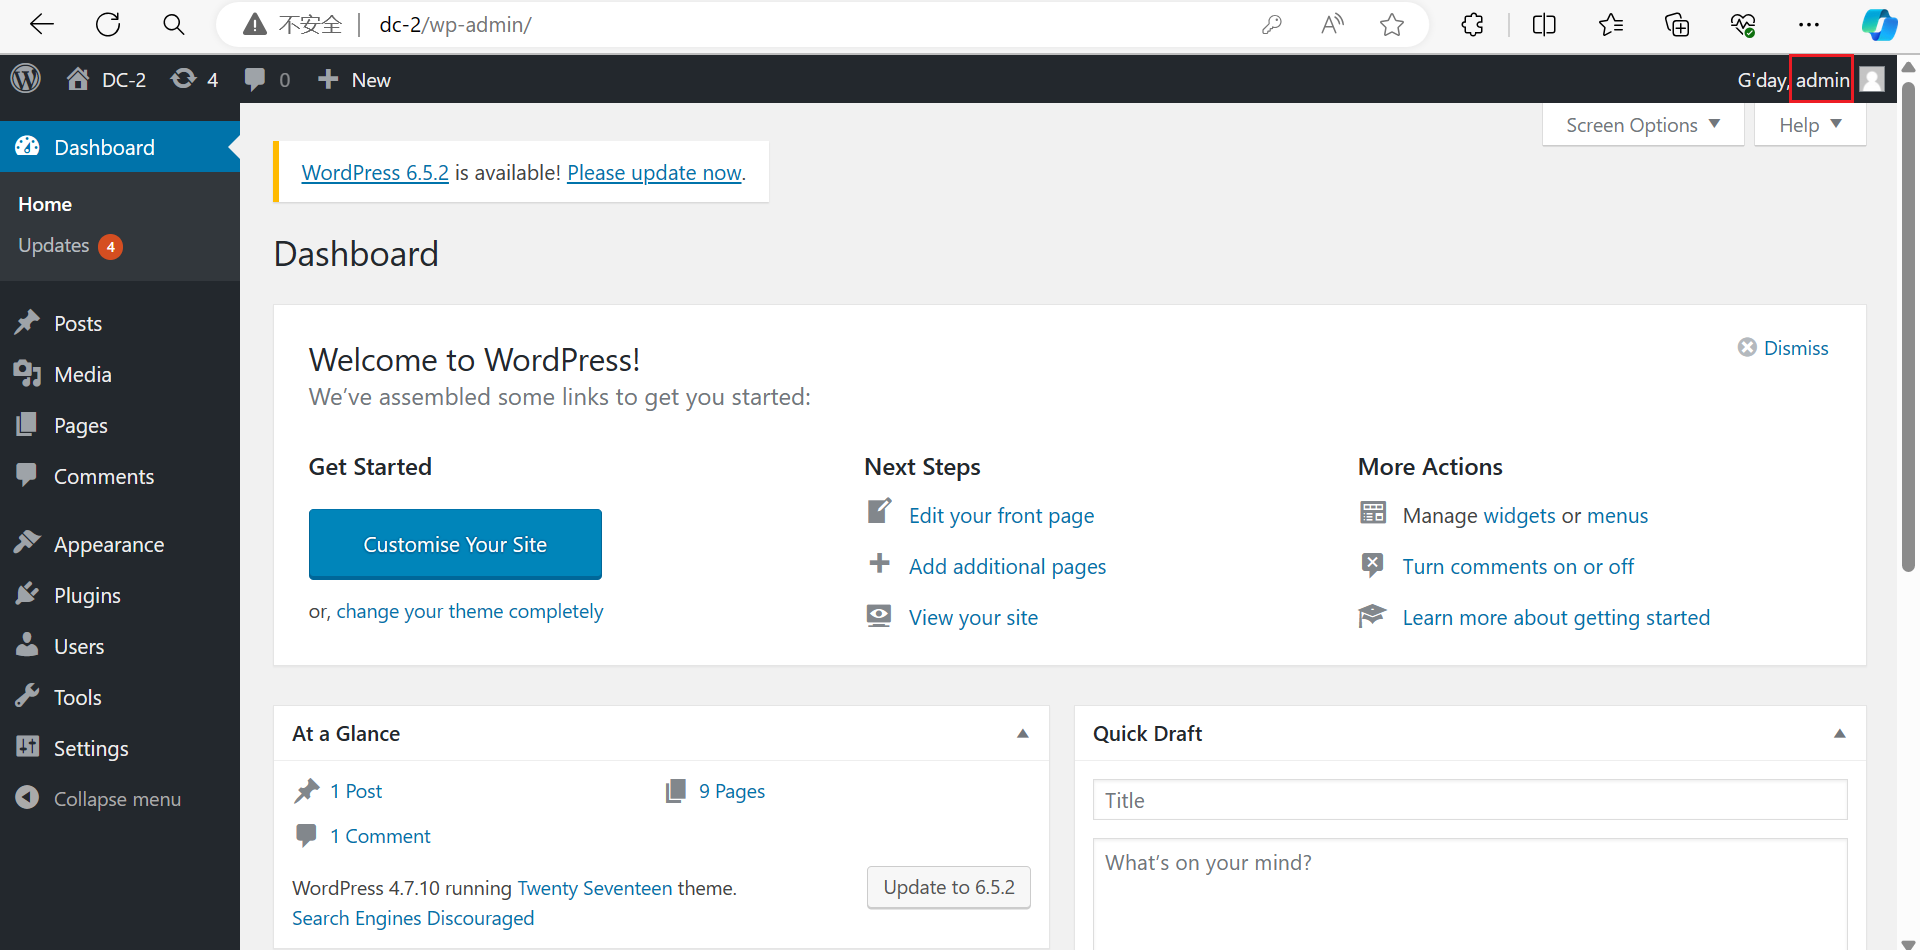 不安全 dc-2/wp-admin/
DC-2 4 0 New G'day, admin
Screen Options Help
Dashboard
Home
Updates 4
Posts
Media
Pages
Comments
Appearance
Plugins
Users
Tools
Settings
Collapse menu
WordPress 6.5.2 is available! Please update now.
Dashboard
Welcome to WordPress!
We’ve assembled some links to get you started:
Dismiss
Get Started
Customise Your Site
or, change your theme completely
Next Steps
Edit your front page
Add additional pages
View your site
More Actions
Manage widgets or menus
Turn comments on or off
Learn more about getting started
At a Glance
1 Post
9 Pages
1 Comment
WordPress 4.7.10 running Twenty Seventeen theme.
Update to 6.5.2
Search Engines Discouraged
Quick Draft
Title
What’s on your mind?